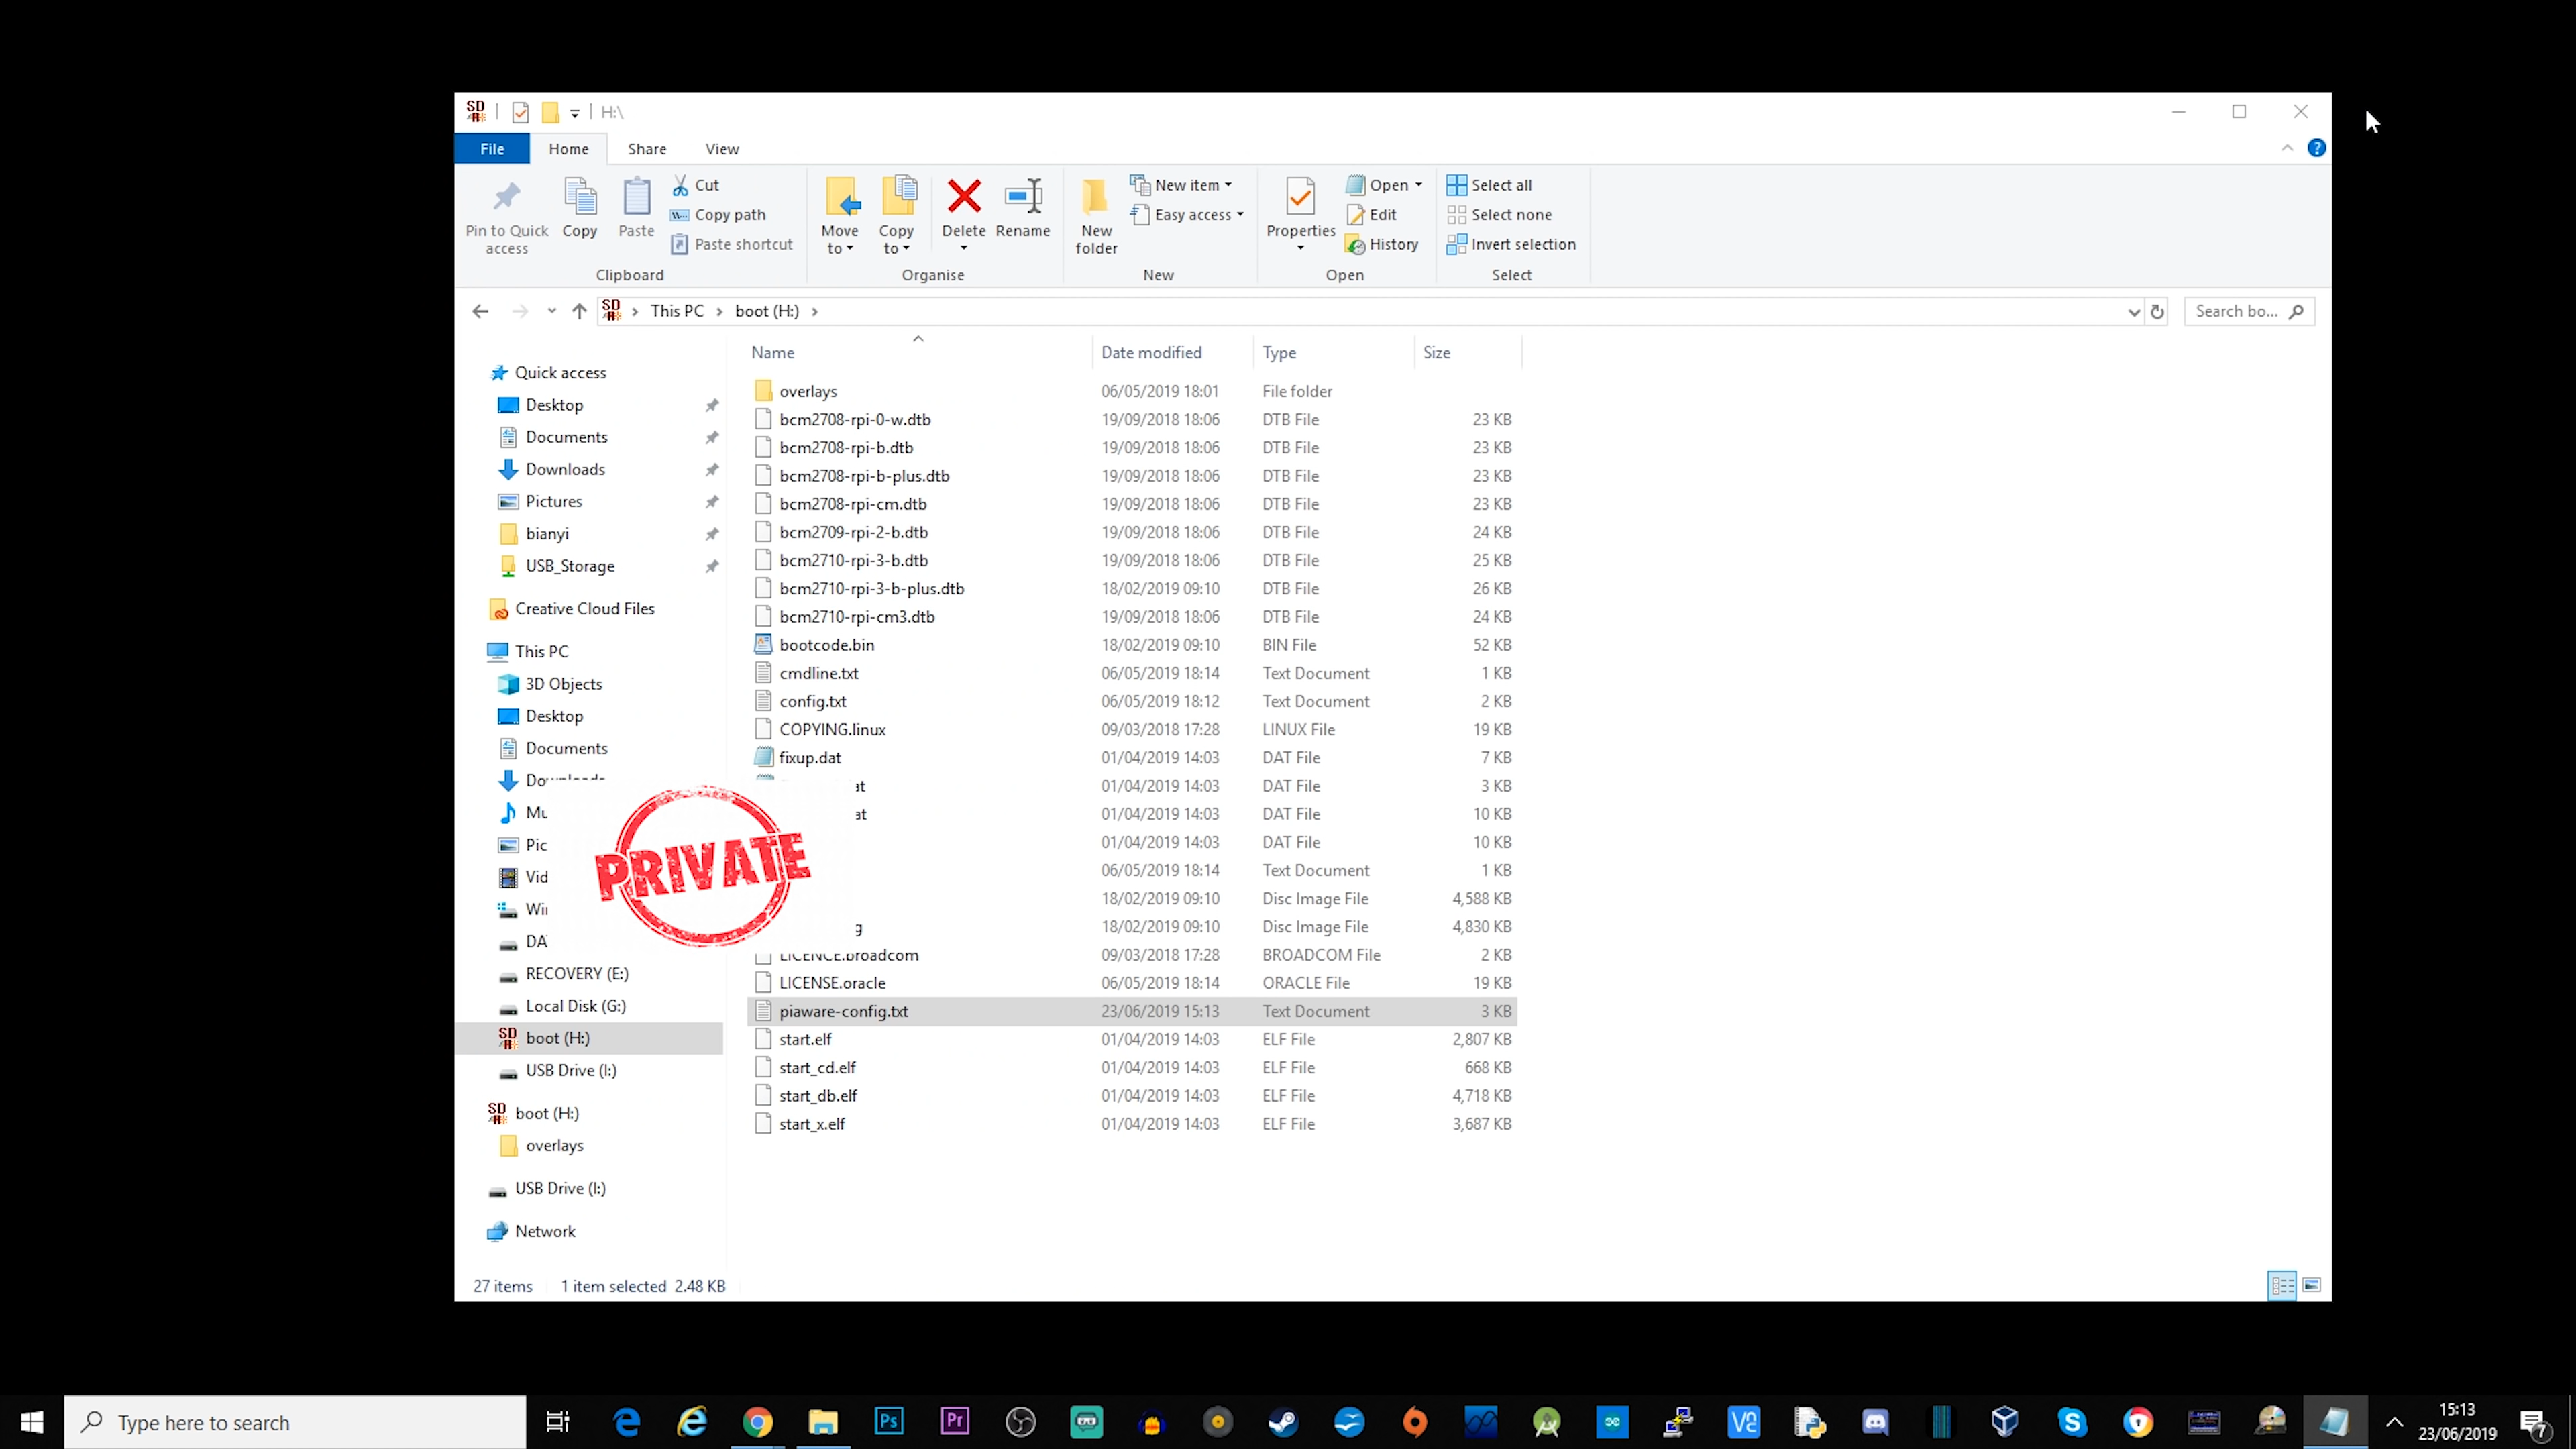 H:\
File Home Share View
Pin to Quick access
Copy
Paste
Cut
Copy path
Paste shortcut
Clipboard
Move to
Copy to
Delete
Rename
Organise
New folder
New item
Easy access
New
Properties
Open
Edit
History
Open
Select all
Select none
Invert selection
Select
This PC boot (H:) Search bo...
Name Date modified Type Size
Quick access
Desktop
Documents
Downloads
Pictures
bianyi
USB_Storage
Creative Cloud Files
This PC
3D Objects
Desktop
Documents
Downloads
Mu
Pic
Vid
DA
RECOVERY (E:)
Local Disk (G:)
boot (H:)
USB Drive (I:)
boot (H:)
overlays
USB Drive (I:)
Network
overlays 06/05/2019 18:01 File folder
bcm2708-rpi-0-w.dtb 19/09/2018 18:06 DTB File 23 KB
bcm2708-rpi-b.dtb 19/09/2018 18:06 DTB File 23 KB
bcm2708-rpi-b-plus.dtb 19/09/2018 18:06 DTB File 23 KB
bcm2708-rpi-cm.dtb 19/09/2018 18:06 DTB File 23 KB
bcm2709-rpi-2-b.dtb 19/09/2018 18:06 DTB File 24 KB
bcm2710-rpi-3-b.dtb 19/09/2018 18:06 DTB File 25 KB
bcm2710-rpi-3-b-plus.dtb 18/02/2019 09:10 DTB File 26 KB
bcm2710-rpi-cm3.dtb 19/09/2018 18:06 DTB File 24 KB
bootcode.bin 18/02/2019 09:10 BIN File 52 KB
cmdline.txt 06/05/2019 18:14 Text Document 1 KB
config.txt 06/05/2019 18:12 Text Document 2 KB
COPYING.linux 09/03/2018 17:28 LINUX File 19 KB
fixup.dat 01/04/2019 14:03 DAT File 7 KB
at 01/04/2019 14:03 DAT File 3 KB
at 01/04/2019 14:03 DAT File 10 KB
01/04/2019 14:03 DAT File 10 KB
06/05/2019 18:14 Text Document 1 KB
18/02/2019 09:10 Disc Image File 4,588 KB
g 18/02/2019 09:10 Disc Image File 4,830 KB
LICENCE.broadcom 09/03/2018 17:28 BROADCOM File 2 KB
LICENSE.oracle 06/05/2019 18:14 ORACLE File 19 KB
piaware-config.txt 23/06/2019 15:13 Text Document 3 KB
start.elf 01/04/2019 14:03 ELF File 2,807 KB
start_cd.elf 01/04/2019 14:03 ELF File 668 KB
start_db.elf 01/04/2019 14:03 ELF File 4,718 KB
start_x.elf 01/04/2019 14:03 ELF File 3,687 KB
PRIVATE
27 items 1 item selected 2.48 KB
Type here to search
Ps
Pr
15:13
23/06/2019
7